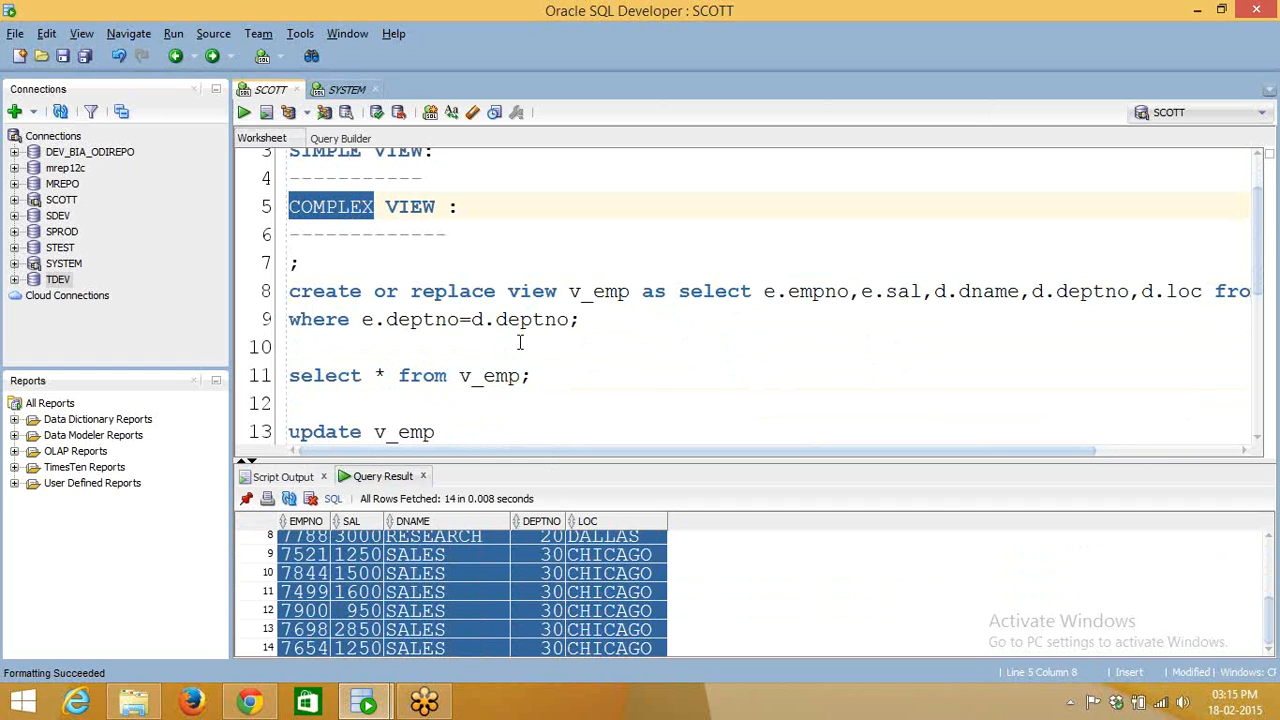 Oracle SQL Developer : SCOTT
File Edit View Navigate Run Source Team Tools Window Help
Connections
SCOTT
SYSTEM
SCOTT
Worksheet Query Builder
Connections
DEV_BIA_ODIREPO
mrep12c
MREPO
SCOTT
SDEV
SPROD
STEST
SYSTEM
TDEV
Cloud Connections
3 SIMPLE VIEW:
4 -----------
5 COMPLEX VIEW :
6 -------------
7 ;
8 create or replace view v_emp as select e.empno,e.sal,d.dname,d.deptno,d.loc fro
9 where e.deptno=d.deptno;
10
11 select * from v_emp;
12
13 update v_emp
Reports
All Reports
Data Dictionary Reports
Data Modeler Reports
OLAP Reports
TimesTen Reports
User Defined Reports
Script Output Query Result
SQL All Rows Fetched: 14 in 0.008 seconds
EMPNO SAL DNAME DEPTNO LOC
8 7788 3000 RESEARCH 20 DALLAS
9 7521 1250 SALES 30 CHICAGO
10 7844 1500 SALES 30 CHICAGO
11 7499 1600 SALES 30 CHICAGO
12 7900 950 SALES 30 CHICAGO
13 7698 2850 SALES 30 CHICAGO
14 7654 1250 SALES 30 CHICAGO
Activate Windows
Go to PC settings to activate Windows.
Formatting Succeeded
Line 5 Column 8 Insert Modified Windows: C
03:15 PM
18-02-2015